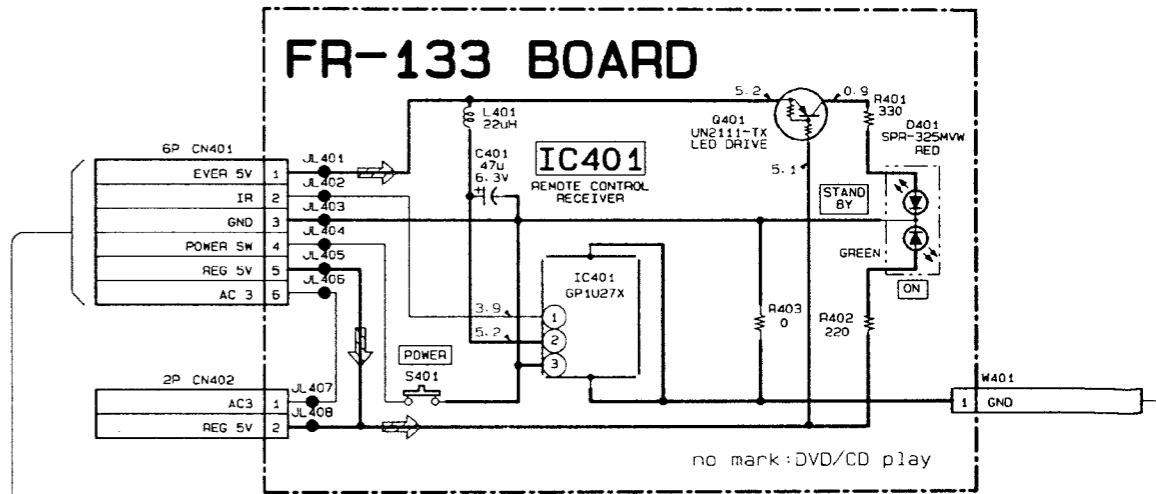 FR-133 BOARD
6P CN401
EVER 5V 1
IR 2
GND 3
POWER SW 4
REG 5V 5
AC 3 6
JL401
JL402
JL403
JL404
JL405
JL406
2P CN402
AC3 1
REG 5V 2
JL407
JL408
L401
22uH
C401
47u
6.3V
+
IC401
REMOTE CONTROL
RECEIVER
IC401
GP1U27X
1
2
3
3.9
5.2
POWER
S401
5.2
0.9
5.1
Q401
UN2111-TX
LED DRIVE
R401
330
D401
SPR-325MVW
RED
STAND
BY
GREEN
ON
R403
0
R402
220
W401
1 GND
no mark:DVD/CD play